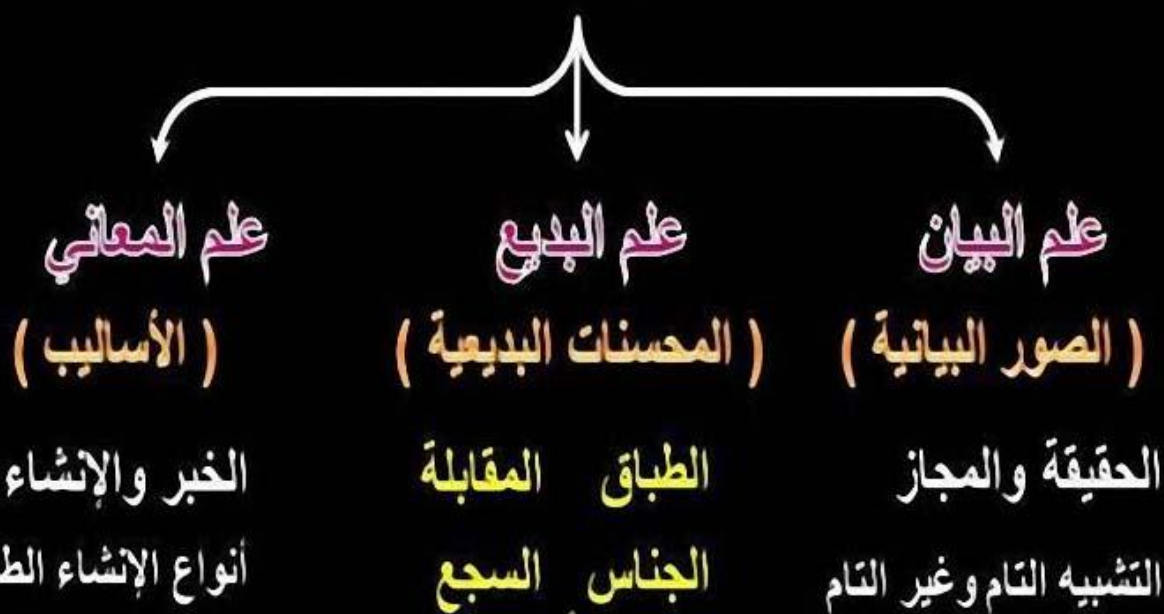 علم البيان علم البديع علم المعاني
( الصور البيانية ) ( المحسنات البديعية ) ( الأساليب )
الحقيقة والمجاز الطباق المقابلة الخبر والإنشاء
التشبيه التام وغير التام الجناس السجع أنواع الإنشاء